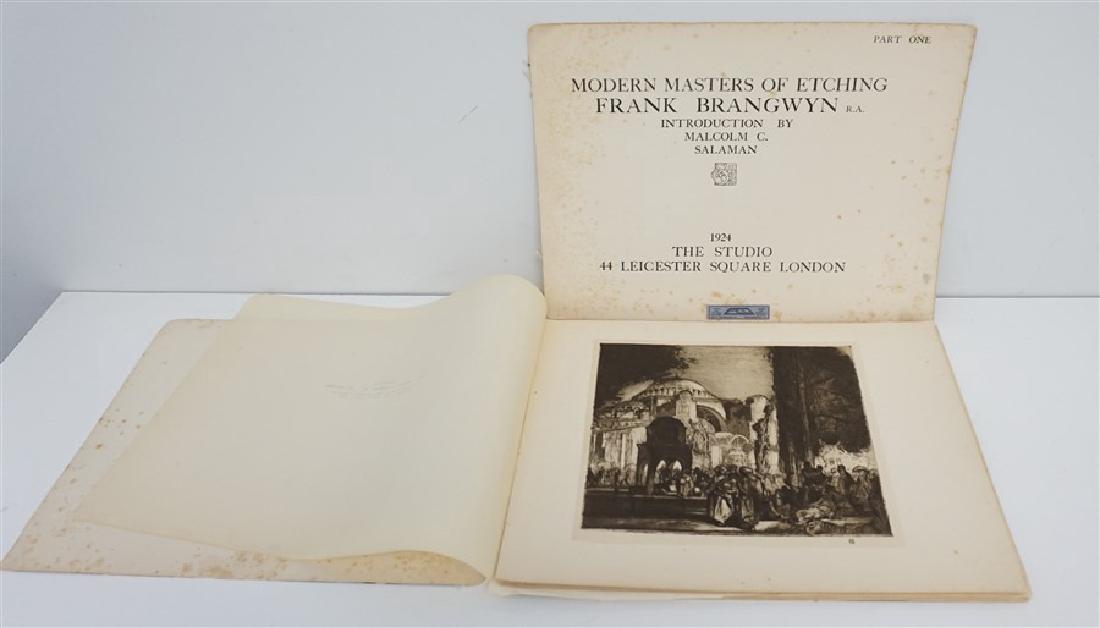 PART ONE
MODERN MASTERS OF ETCHING
FRANK BRANGWYN R.A.
INTRODUCTION BY
MALCOLM C.
SALAMAN
1924
THE STUDIO
44 LEICESTER SQUARE LONDON